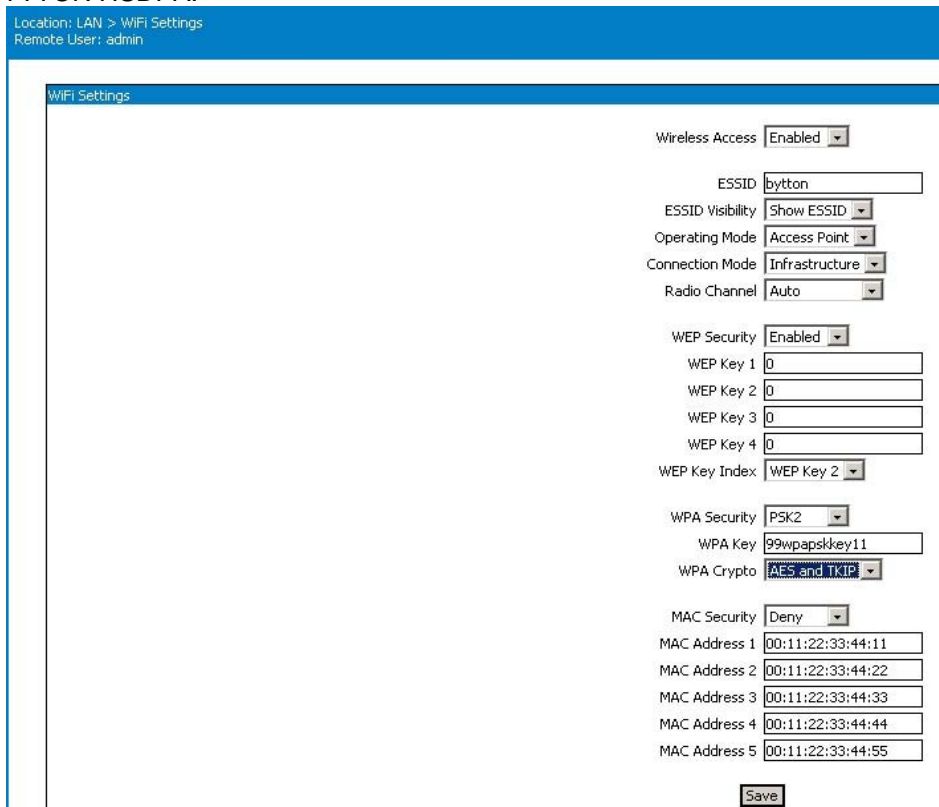 Location: LAN > WiFi Settings
Remote User: admin
WiFi Settings
Wireless Access Enabled
ESSID bytton
ESSID Visibility Show ESSID
Operating Mode Access Point
Connection Mode Infrastructure
Radio Channel Auto
WEP Security Enabled
WEP Key 1 0
WEP Key 2 0
WEP Key 3 0
WEP Key 4 0
WEP Key Index WEP Key 2
WPA Security PSK2
WPA Key 99wpapskkey11
WPA Crypto AES and TKIP
MAC Security Deny
MAC Address 1 00:11:22:33:44:11
MAC Address 2 00:11:22:33:44:22
MAC Address 3 00:11:22:33:44:33
MAC Address 4 00:11:22:33:44:44
MAC Address 5 00:11:22:33:44:55
Save